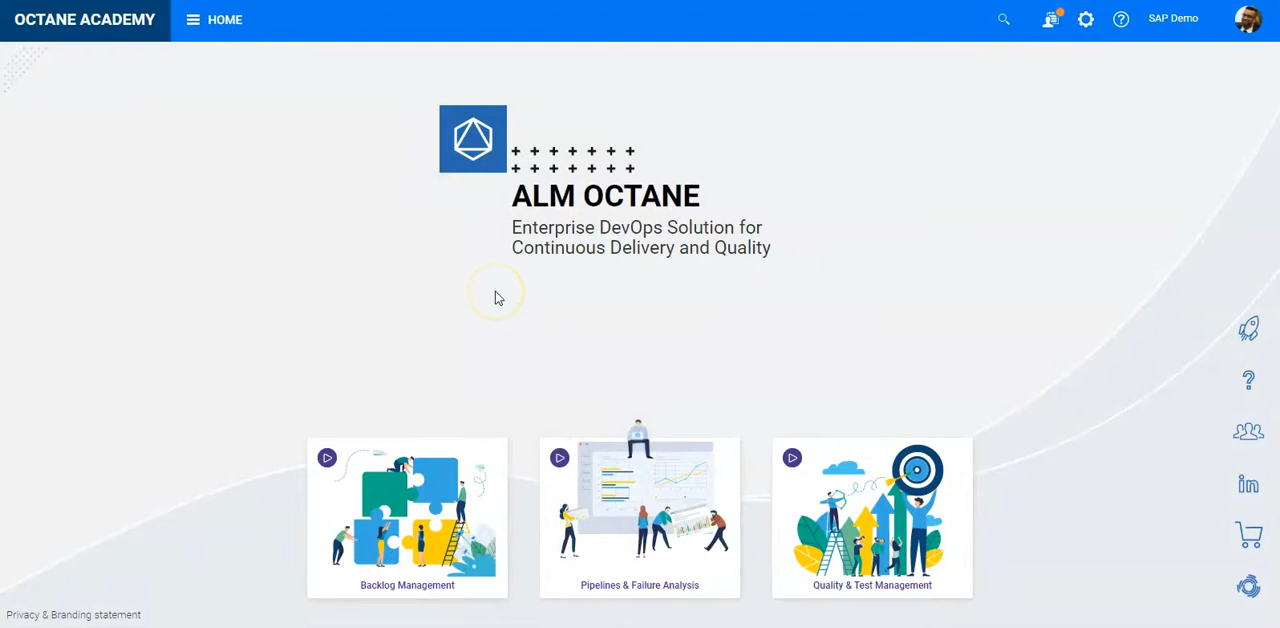 OCTANE ACADEMY
HOME
SAP Demo
ALM OCTANE
Enterprise DevOps Solution for
Continuous Delivery and Quality
Backlog Management
Pipelines & Failure Analysis
Quality & Test Management
Privacy & Branding statement